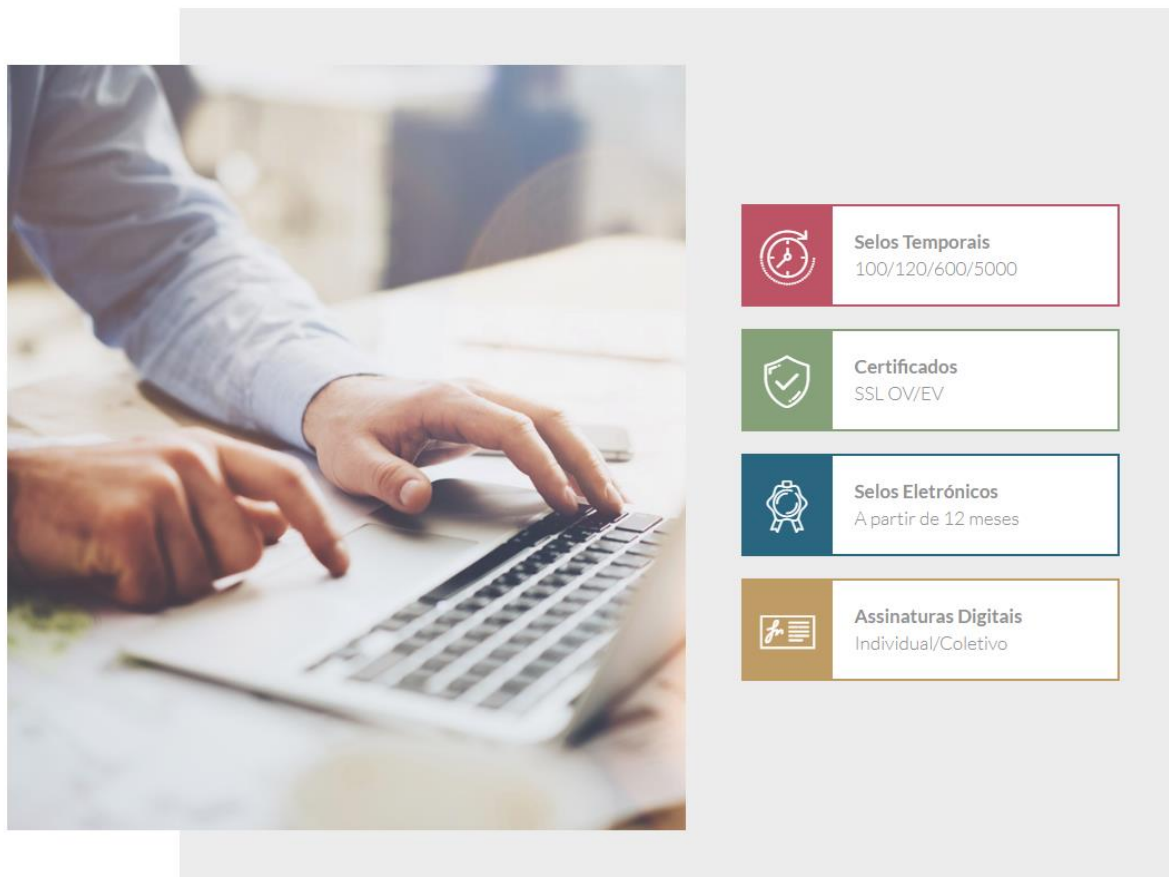 Selos Temporais
100/120/600/5000
Certificados
SSL OV/EV
Selos Eletrónicos
A partir de 12 meses
Assinaturas Digitais
Individual/Coletivo